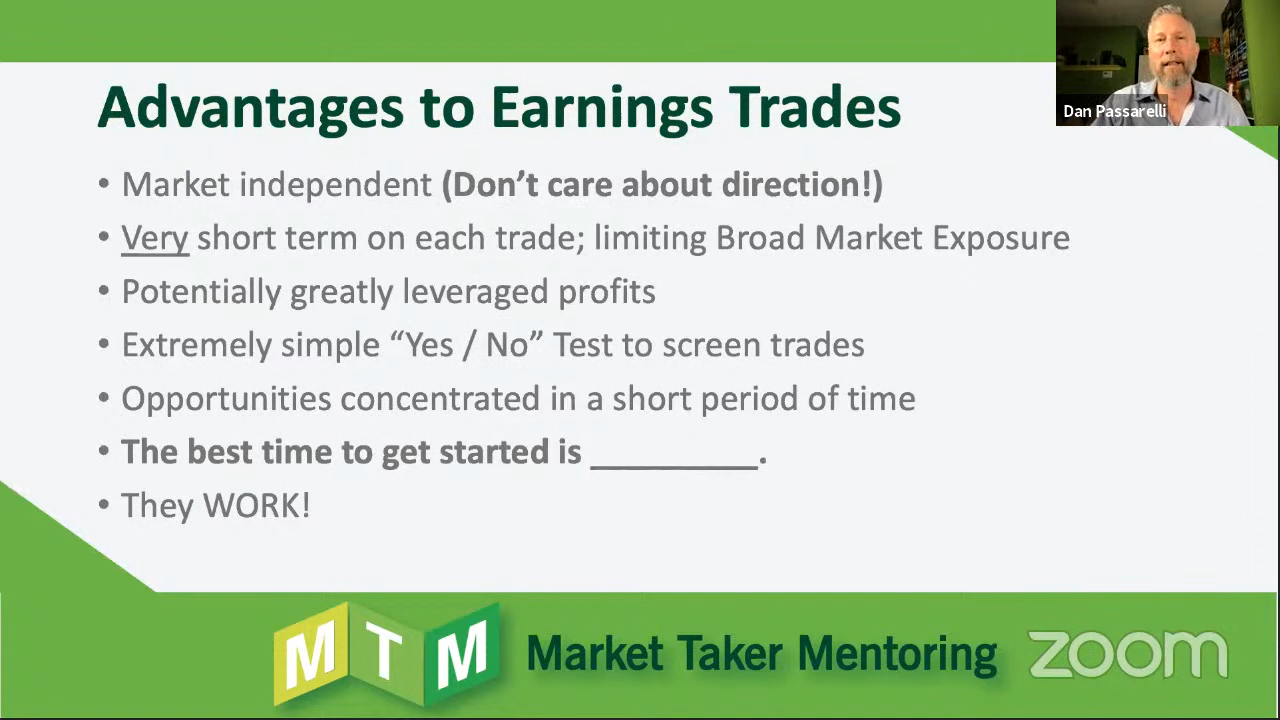 Advantages to Earnings Trades
Dan Passarelli
• Market independent (Don’t care about direction!)
• Very short term on each trade; limiting Broad Market Exposure
• Potentially greatly leveraged profits
• Extremely simple “Yes / No” Test to screen trades
• Opportunities concentrated in a short period of time
• The best time to get started is _________.
• They WORK!
MTM Market Taker Mentoring zoom